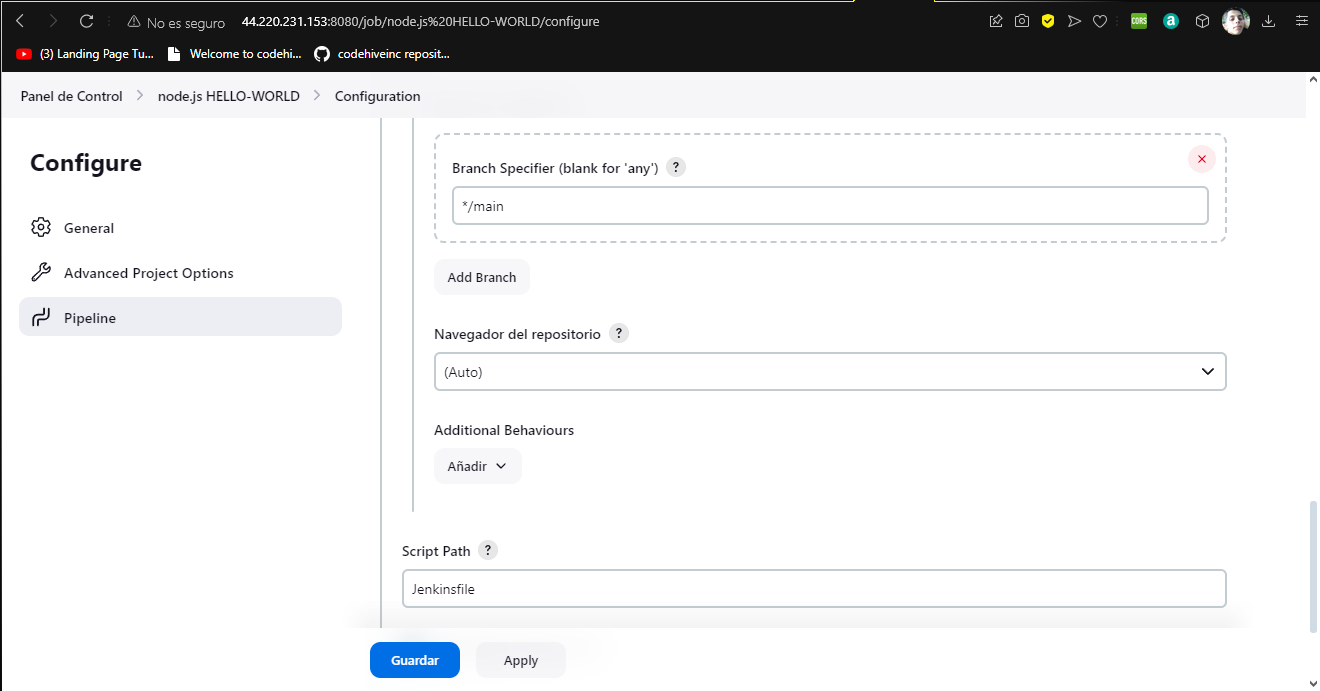 No es seguro 44.220.231.153:8080/job/node.js%20HELLO-WORLD/configure
CORS
a
(3) Landing Page Tu... Welcome to codehi... codehiveinc reposit...
Panel de Control node.js HELLO-WORLD Configuration
Configure
General
Advanced Project Options
Pipeline
Branch Specifier (blank for 'any') ?
*/main
Add Branch
Navegador del repositorio ?
(Auto)
Additional Behaviours
Añadir
Script Path ?
Jenkinsfile
Guardar Apply